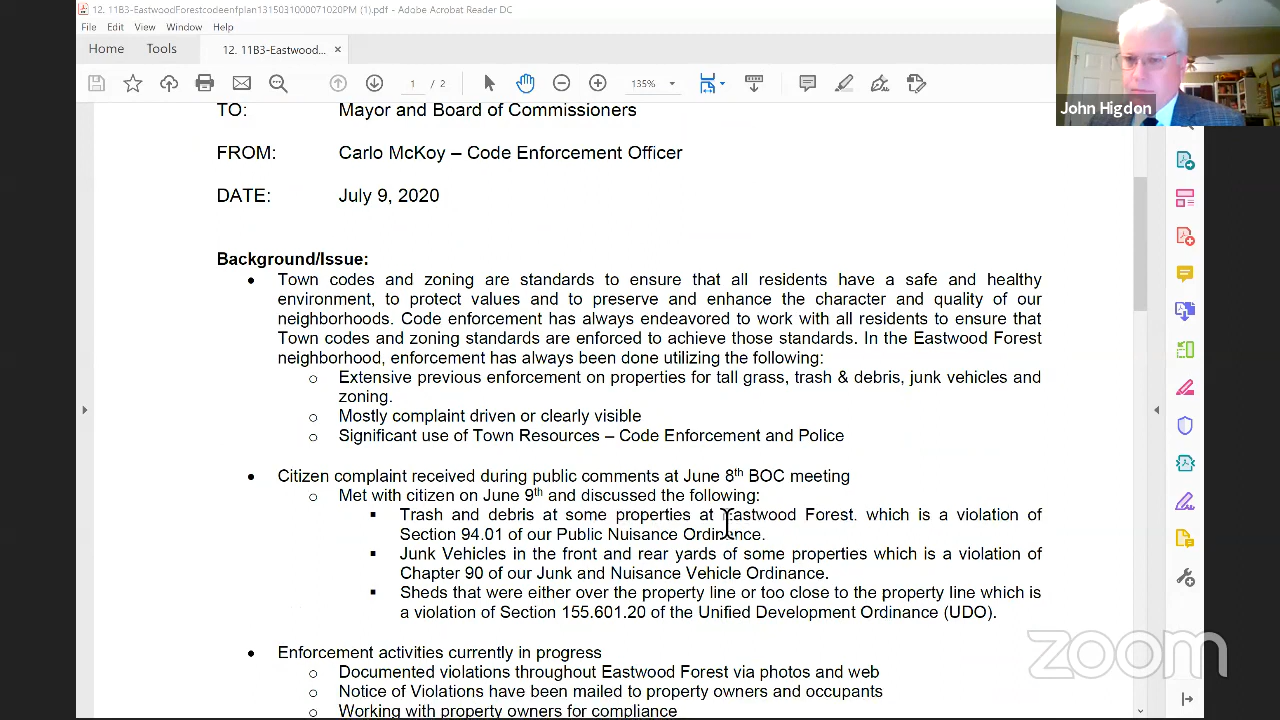 12. 11B3-EastwoodForestcodeenfplan1315031000071020PM (1).pdf - Adobe Acrobat Reader DC
File Edit View Window Help
Home Tools 12. 11B3-Eastwood... ×
1 / 2 135%
John Higdon
TO: Mayor and Board of Commissioners
FROM: Carlo McKoy – Code Enforcement Officer
DATE: July 9, 2020
Background/Issue:
• Town codes and zoning are standards to ensure that all residents have a safe and healthy
environment, to protect values and to preserve and enhance the character and quality of our
neighborhoods. Code enforcement has always endeavored to work with all residents to ensure that
Town codes and zoning standards are enforced to achieve those standards. In the Eastwood Forest
neighborhood, enforcement has always been done utilizing the following:
o Extensive previous enforcement on properties for tall grass, trash & debris, junk vehicles and
zoning.
o Mostly complaint driven or clearly visible
o Significant use of Town Resources – Code Enforcement and Police
• Citizen complaint received during public comments at June 8th BOC meeting
o Met with citizen on June 9th and discussed the following:
▪ Trash and debris at some properties at Eastwood Forest. which is a violation of
Section 94.01 of our Public Nuisance Ordinance.
▪ Junk Vehicles in the front and rear yards of some properties which is a violation of
Chapter 90 of our Junk and Nuisance Vehicle Ordinance.
▪ Sheds that were either over the property line or too close to the property line which is
a violation of Section 155.601.20 of the Unified Development Ordinance (UDO).
• Enforcement activities currently in progress
o Documented violations throughout Eastwood Forest via photos and web
o Notice of Violations have been mailed to property owners and occupants
o Working with property owners for compliance
zoom